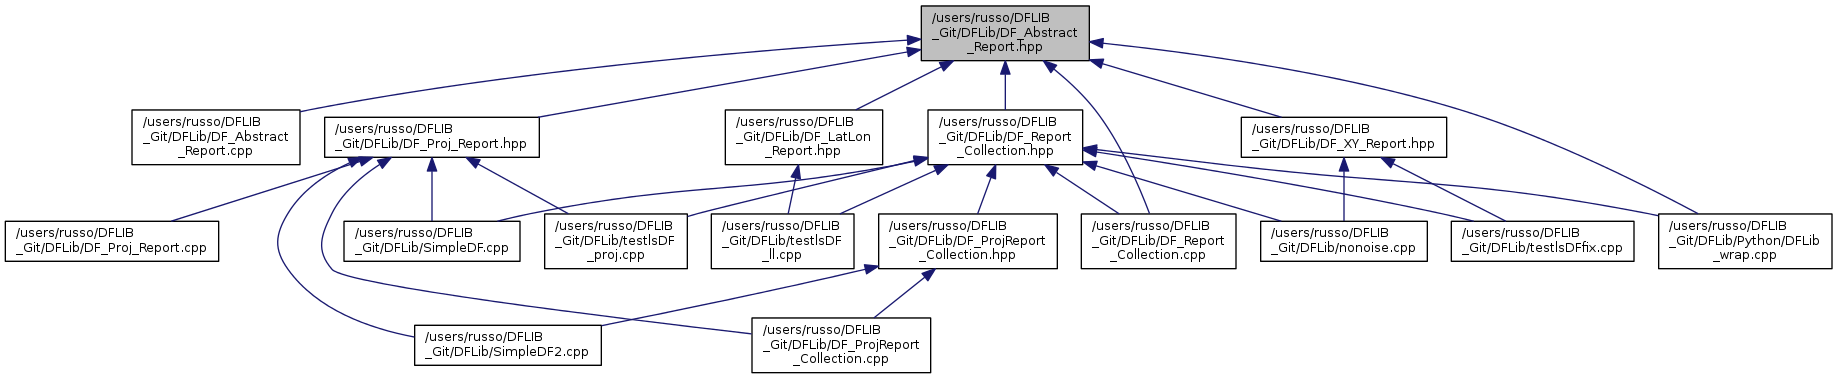 /users/russo/DFLIB
_Git/DFLib/DF_Abstract
_Report.hpp
/users/russo/DFLIB
_Git/DFLib/DF_Abstract
_Report.cpp
/users/russo/DFLIB
_Git/DFLib/DF_Proj_Report.hpp
/users/russo/DFLIB
_Git/DFLib/DF_LatLon
_Report.hpp
/users/russo/DFLIB
_Git/DFLib/DF_Report
_Collection.hpp
/users/russo/DFLIB
_Git/DFLib/DF_XY_Report.hpp
/users/russo/DFLIB
_Git/DFLib/DF_Proj_Report.cpp
/users/russo/DFLIB
_Git/DFLib/SimpleDF.cpp
/users/russo/DFLIB
_Git/DFLib/testlsDF
_proj.cpp
/users/russo/DFLIB
_Git/DFLib/testlsDF
_ll.cpp
/users/russo/DFLIB
_Git/DFLib/DF_ProjReport
_Collection.hpp
/users/russo/DFLIB
_Git/DFLib/DF_Report
_Collection.cpp
/users/russo/DFLIB
_Git/DFLib/nonoise.cpp
/users/russo/DFLIB
_Git/DFLib/testlsDFfix.cpp
/users/russo/DFLIB
_Git/DFLib/Python/DFLib
_wrap.cpp
/users/russo/DFLIB
_Git/DFLib/SimpleDF2.cpp
/users/russo/DFLIB
_Git/DFLib/DF_ProjReport
_Collection.cpp